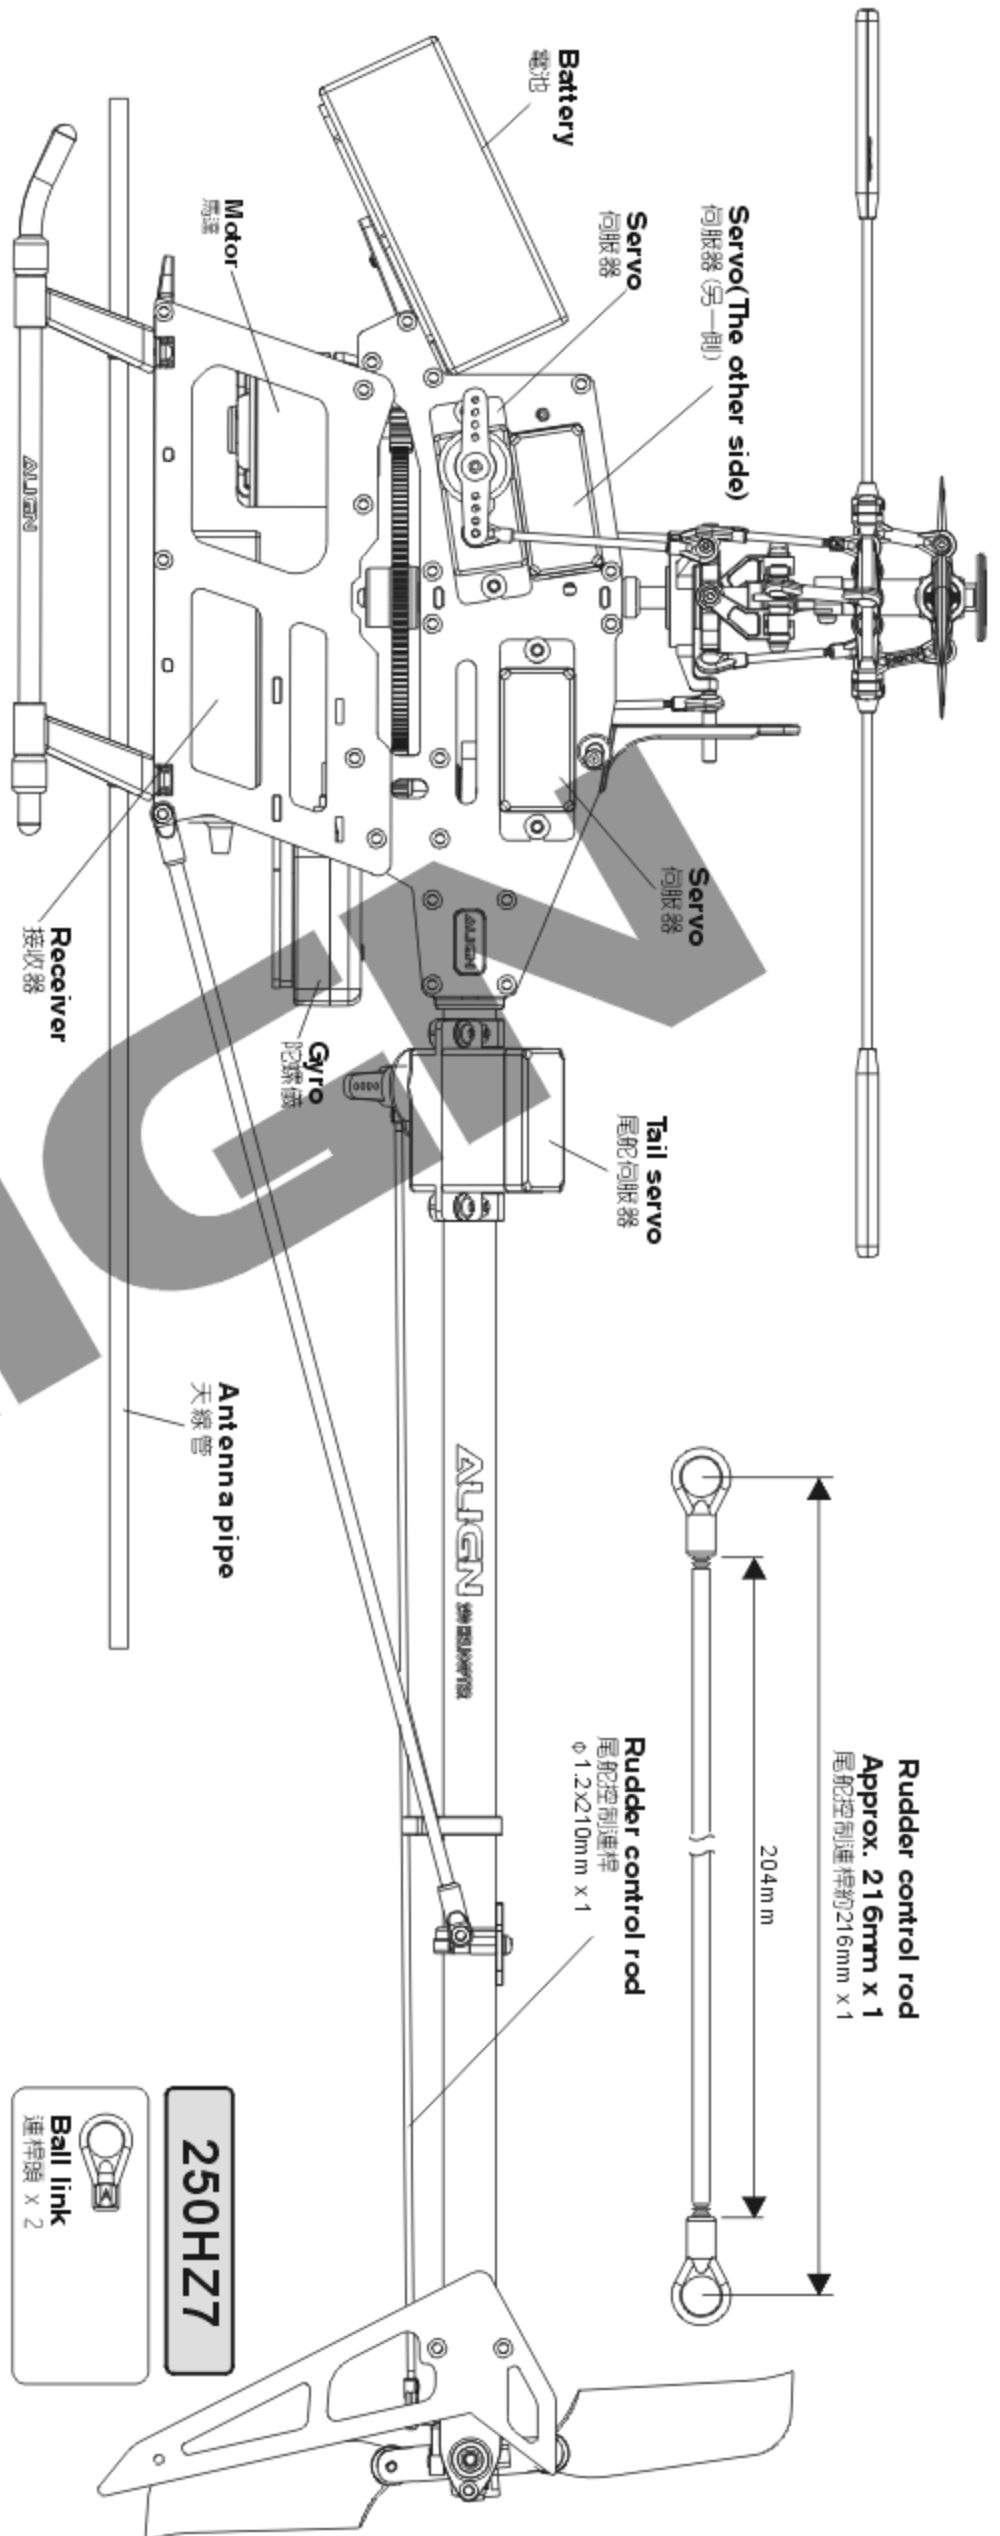 Battery
電池
Servo
伺服器
Servo(The other side)
伺服器(另一側)
Motor
馬達
ALIGN
Servo
伺服器
ALIGN
Receiver
接收器
Gyro
陀螺儀
Tail servo
尾舵伺服器
Antenna pipe
天線管
ALIGN
Rudder control rod
Approx. 216mm x 1
尾舵控制連桿約216mm x 1
204mm
Rudder control rod
尾舵控制連桿
φ1.2x210mm x 1
250HZ7
Ball link
連桿頭 x 2